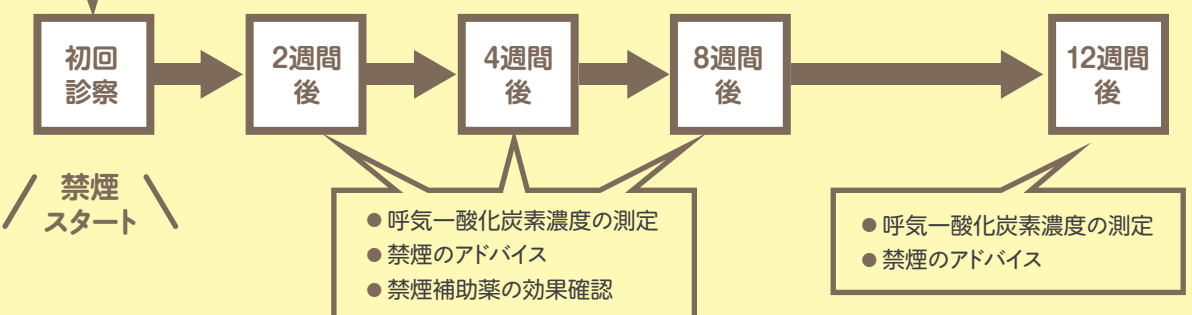 初回
診察
2週間
後
4週間
後
8週間
後
12週間
後
禁煙
スタート
● 呼気一酸化炭素濃度の測定
● 禁煙のアドバイス
● 禁煙補助薬の効果確認
● 呼気一酸化炭素濃度の測定
● 禁煙のアドバイス